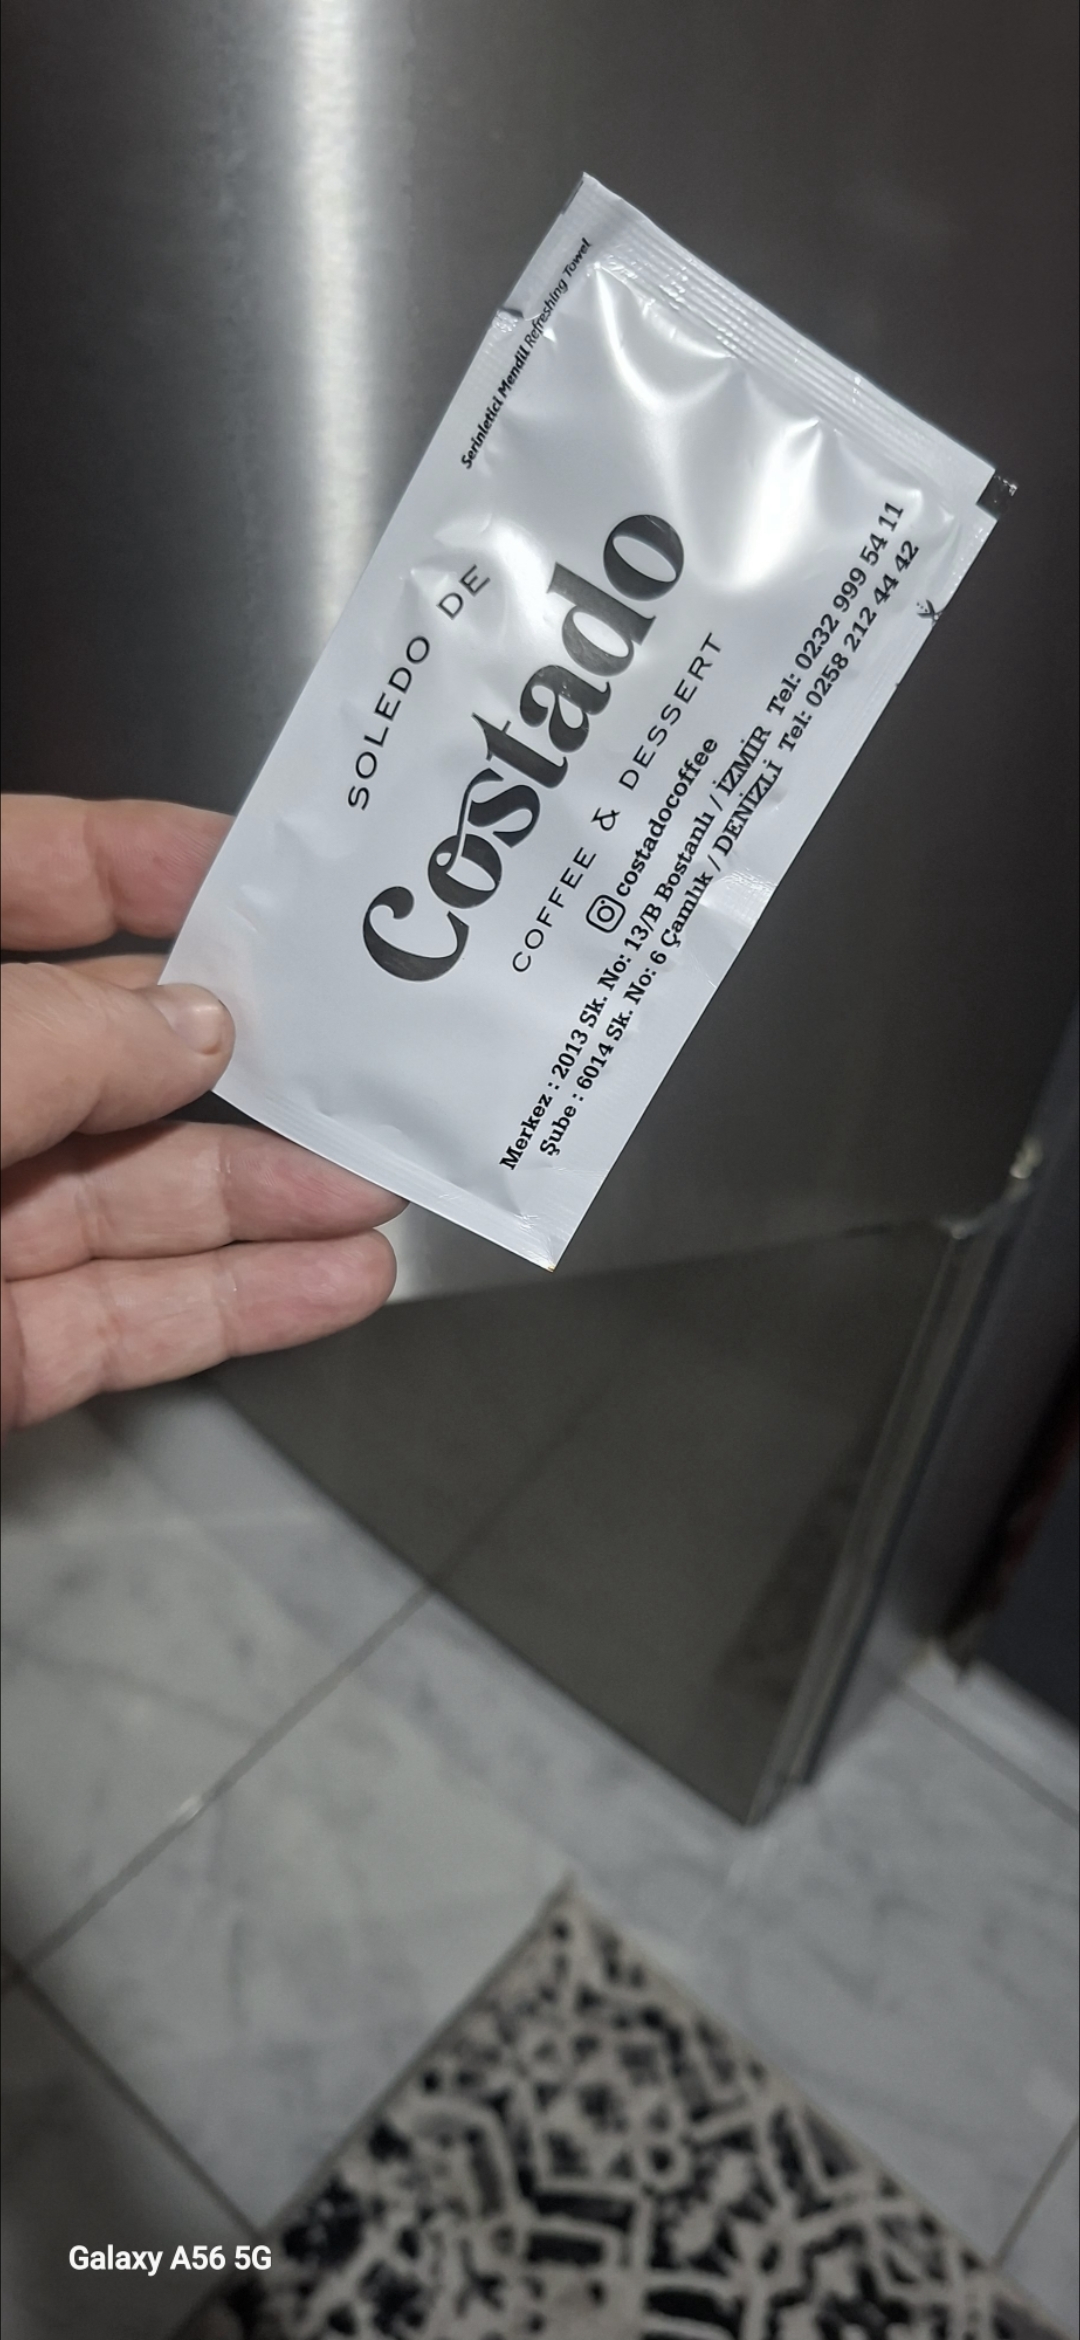 Serinletici Mendil Refreshing Towel
SOLEDO DE
Costado
COFFEE & DESSERT
costadocoffee
Merkez : 2013 Sk. No: 13/B Bostanlı / İZMİR Tel: 0232 999 54 11
Şube : 6014 Sk. No: 6 Çamlık / DENİZLİ Tel: 0258 212 44 42
Galaxy A56 5G